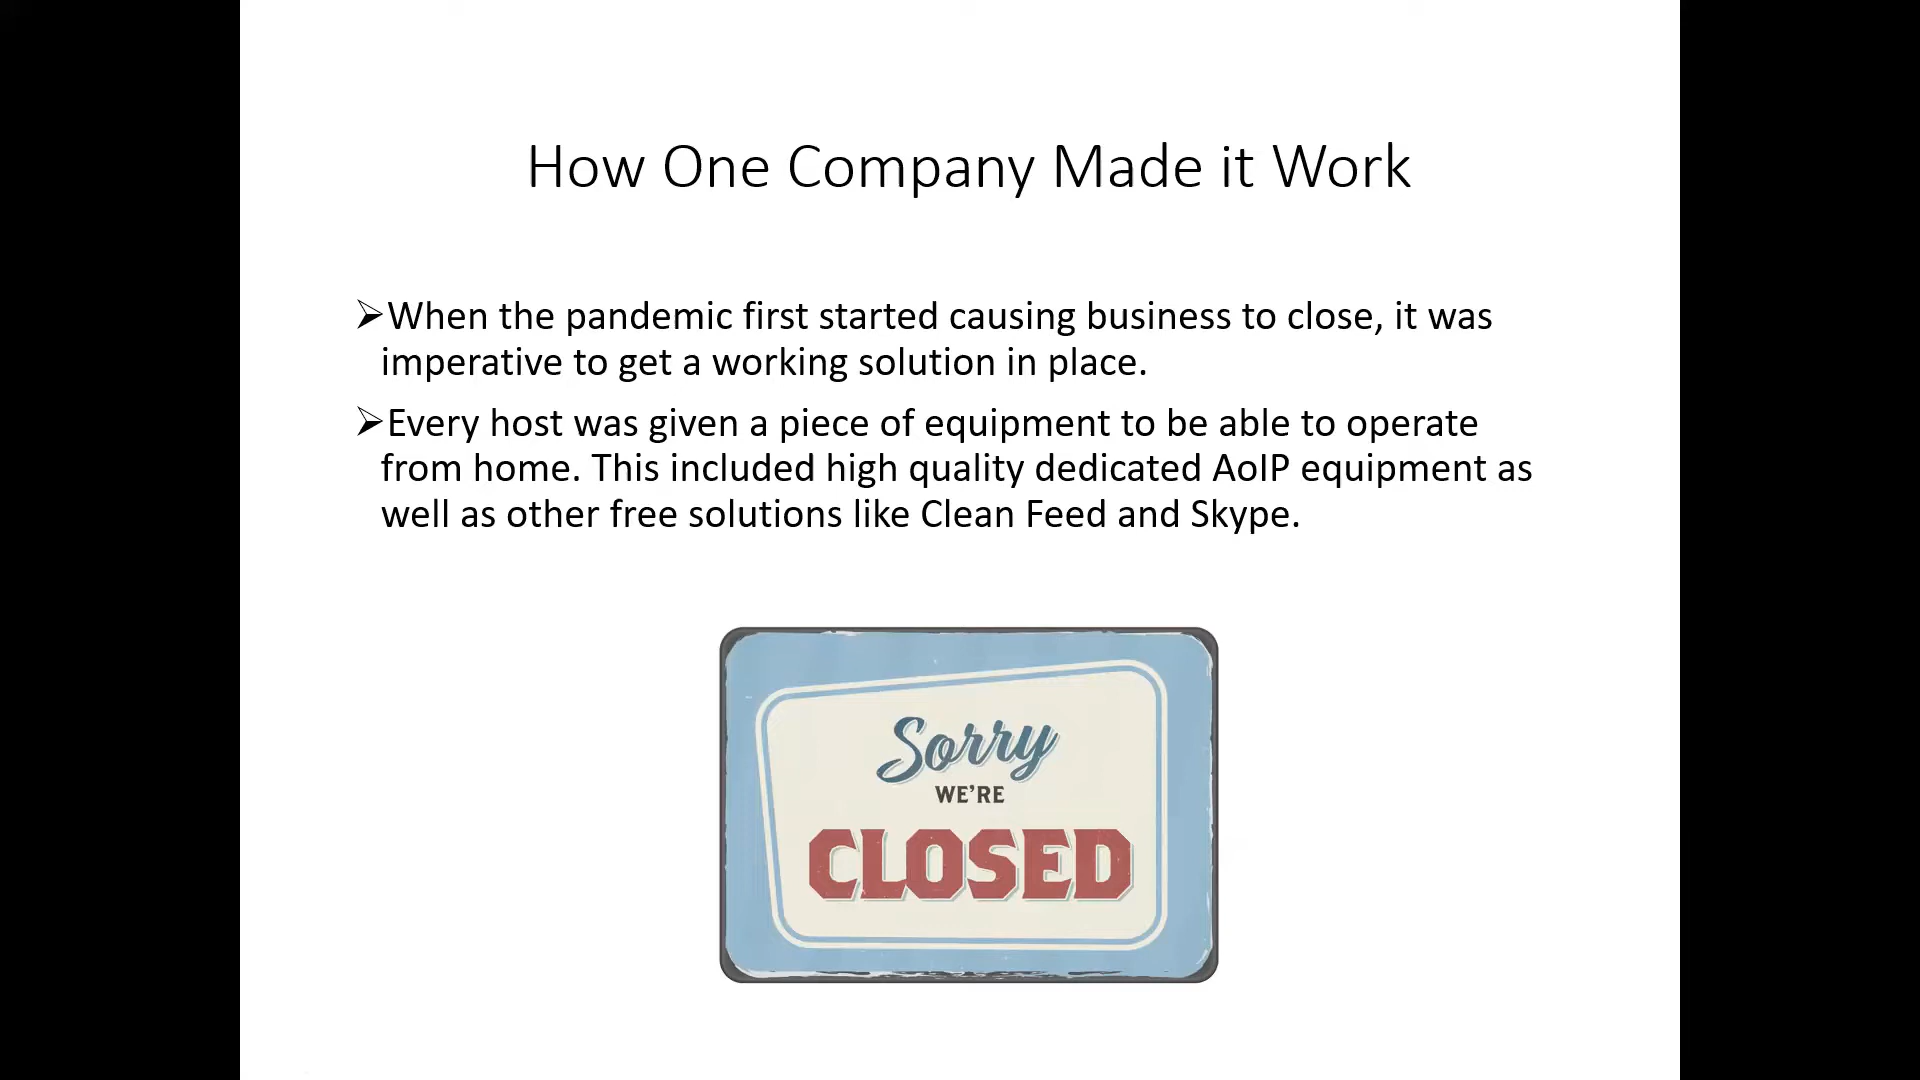 How One Company Made it Work
➢When the pandemic first started causing business to close, it was
imperative to get a working solution in place.
➢Every host was given a piece of equipment to be able to operate
from home. This included high quality dedicated AoIP equipment as
well as other free solutions like Clean Feed and Skype.
Sorry
WE'RE
CLOSED